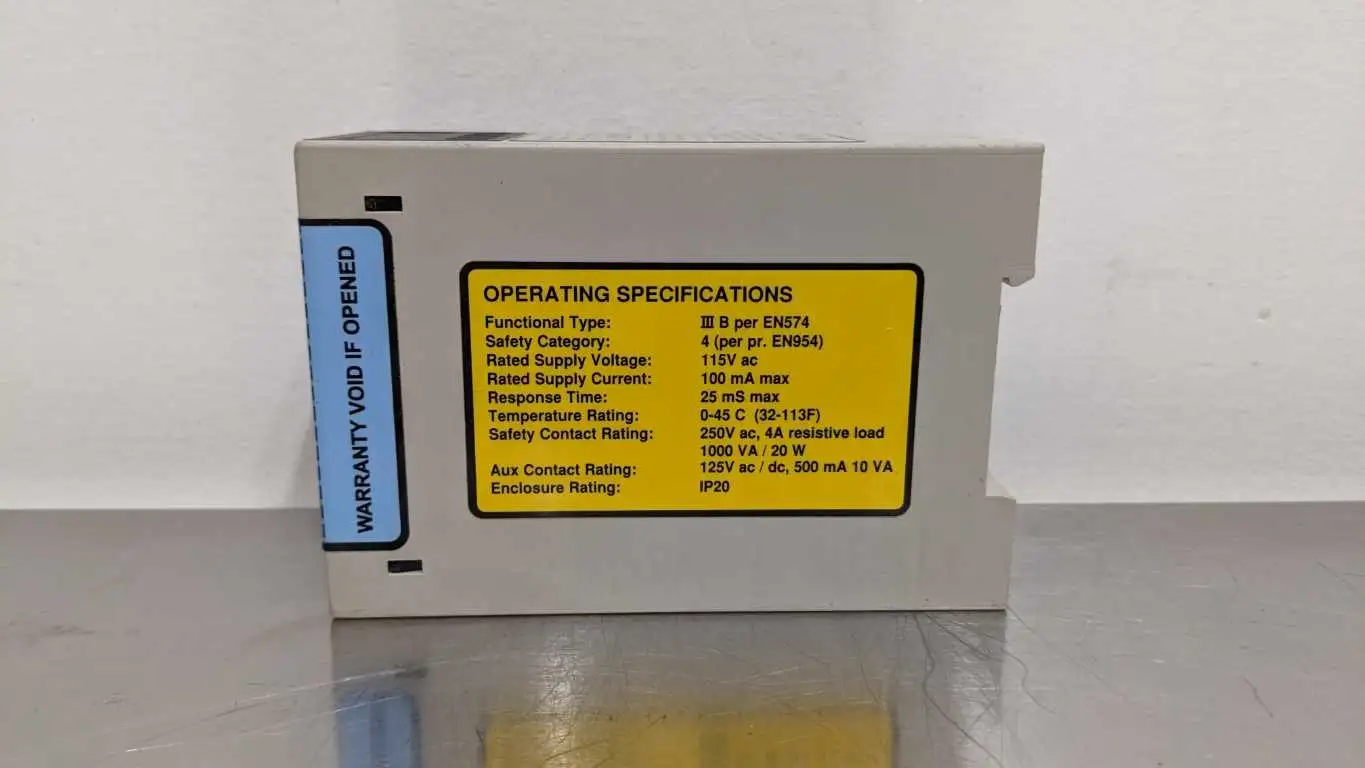 WARRANTY VOID IF OPENED
OPERATING SPECIFICATIONS
Functional Type: III B per EN574
Safety Category: 4 (per pr. EN954)
Rated Supply Voltage: 115V ac
Rated Supply Current: 100 mA max
Response Time: 25 mS max
Temperature Rating: 0-45 C (32-113F)
Safety Contact Rating: 250V ac, 4A resistive load
1000 VA / 20 W
Aux Contact Rating: 125V ac / dc, 500 mA 10 VA
Enclosure Rating: IP20